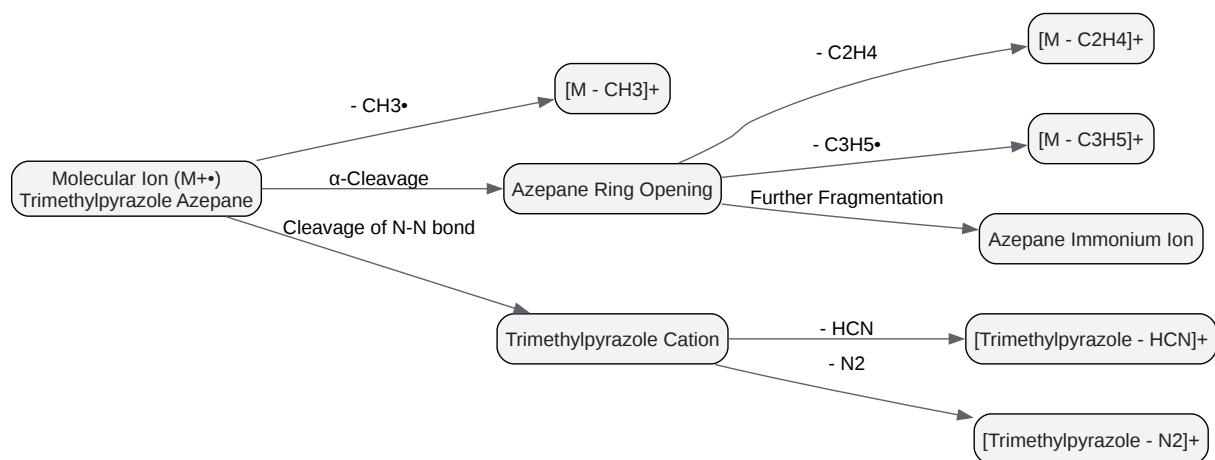 - C2H4
[M - C2H4]+
- CH3•
[M - CH3]+
- C3H5•
[M - C3H5]+
Molecular Ion (M+•)
Trimethylpyrazole Azepane
α-Cleavage
Azepane Ring Opening
Further Fragmentation
Azepane Immonium Ion
Cleavage of N-N bond
Trimethylpyrazole Cation
- HCN
[Trimethylpyrazole - HCN]+
- N2
[Trimethylpyrazole - N2]+